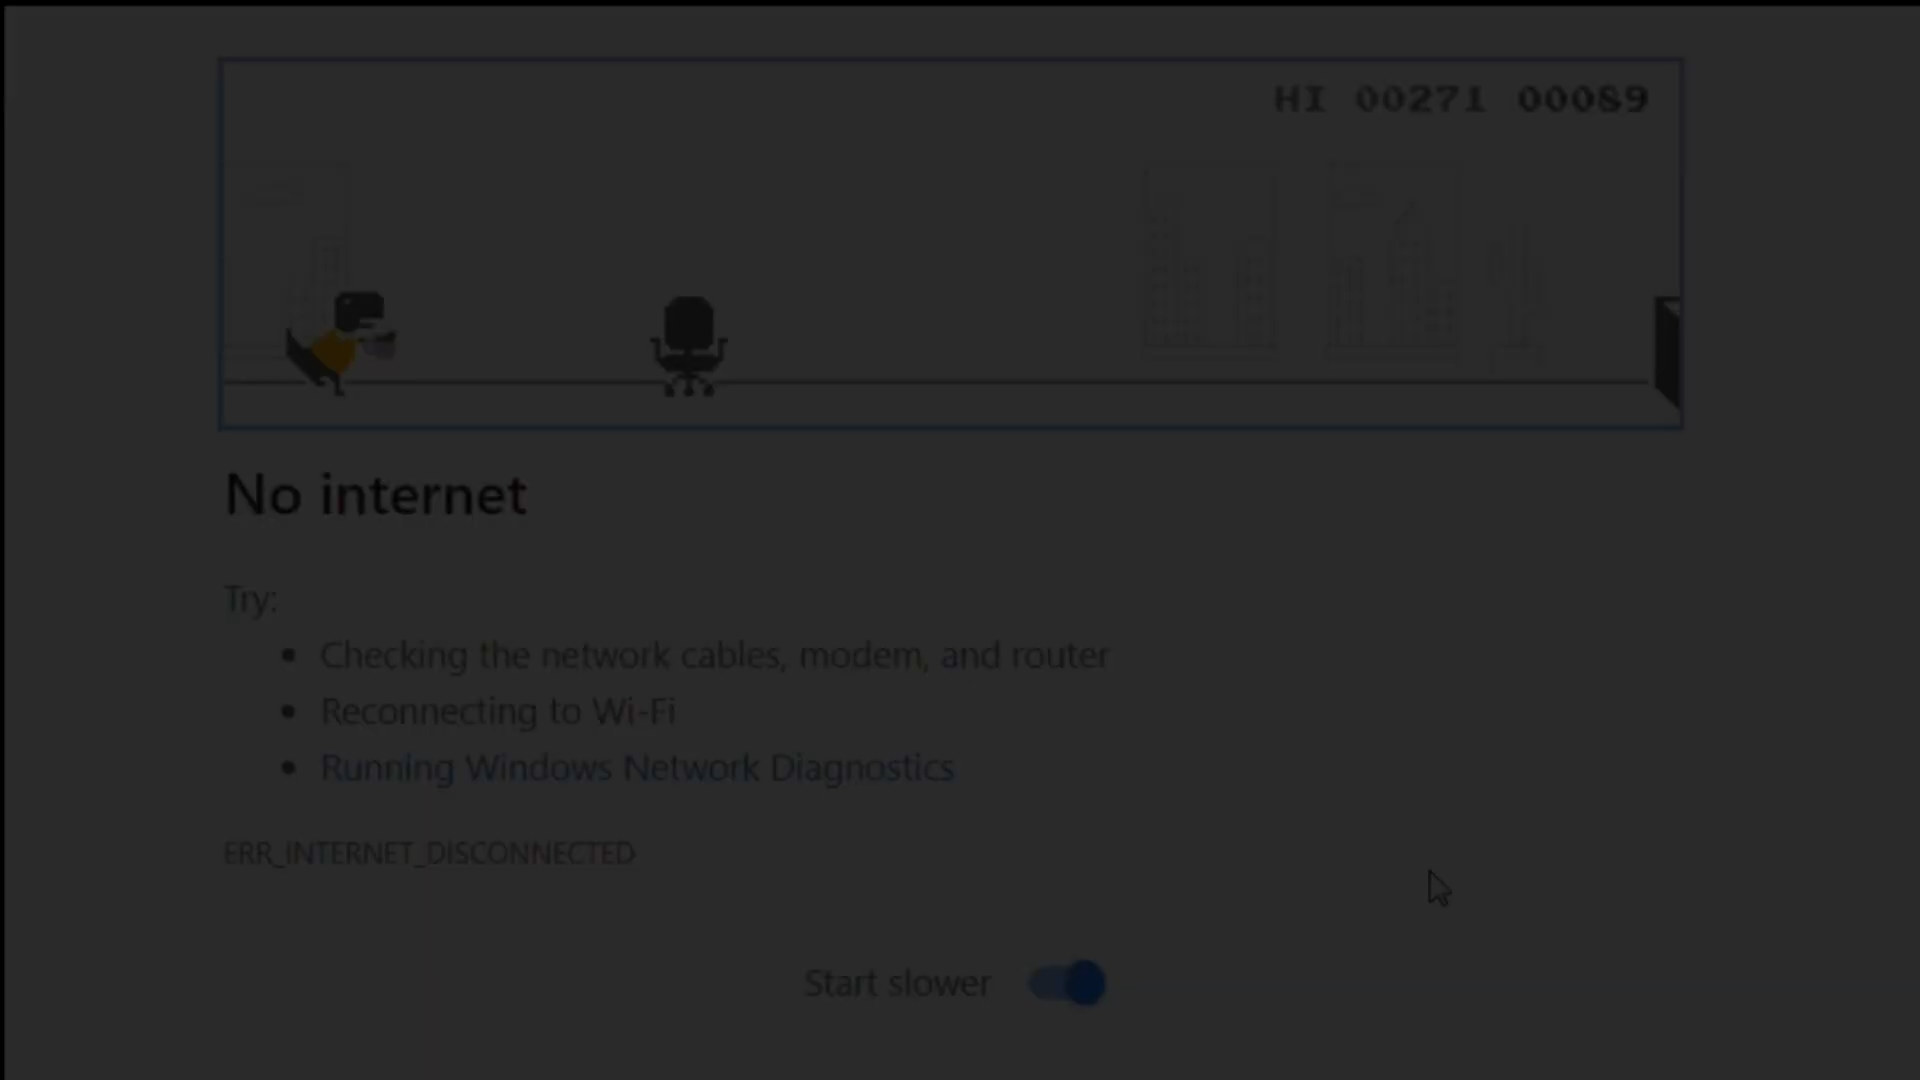 HI 00271 00089
No internet
Try:
Checking the network cables, modem, and router
Reconnecting to Wi-Fi
Running Windows Network Diagnostics
ERR_INTERNET_DISCONNECTED
Start slower